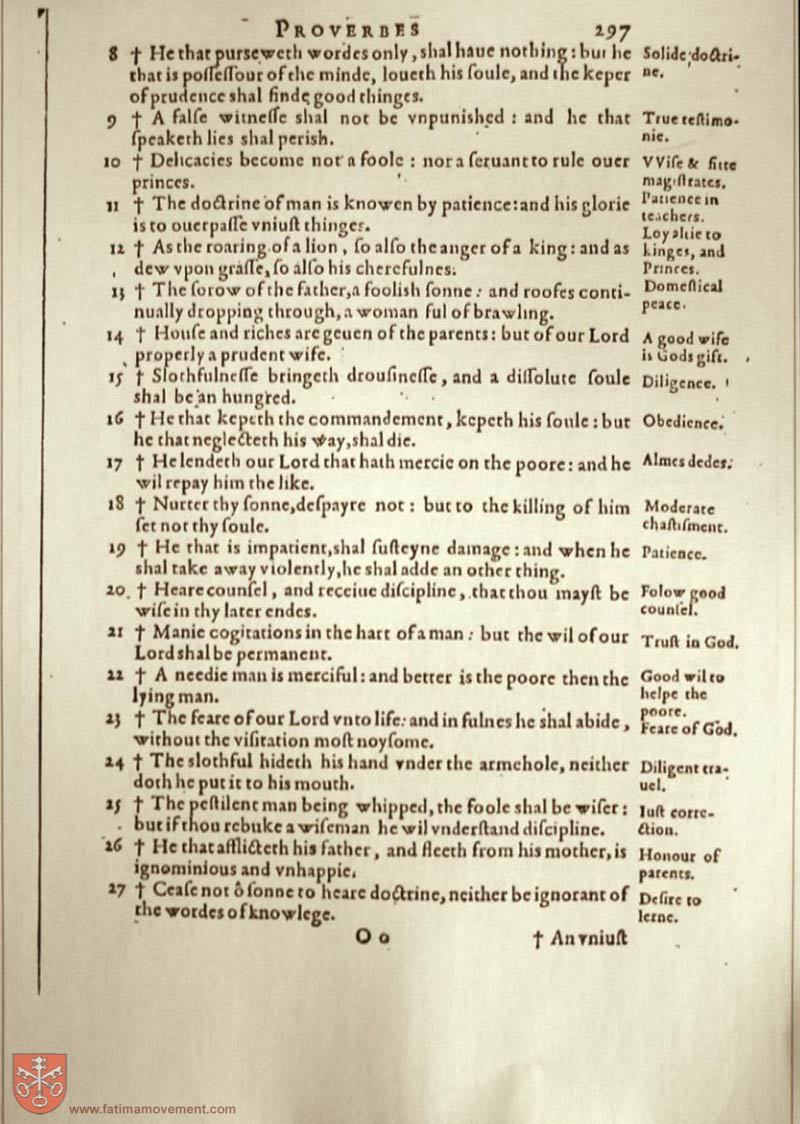 PROVERBES 297
8 † He that purseweth wordes only, shal haue nothing: but he
that is possessour of the minde, loueth his soule, and the keper
of prudence shal finde good thinges.
Solide doctri-
ne.
9 † A false witnesse shal not be vnpunished: and he that
speaketh lies shal perish.
True testimo-
nie.
10 † Delicacies become not a foole: nor a seruant to rule ouer
princes.
VVise & fitte
magistrates.
11 † The doctrine of man is knowen by patience: and his glorie
is to ouerpasse vniust thinges.
Patience in
teachers.
12 † As the roaring of a lion, so also the anger of a king: and as
dew vpon grasse, so also his cherefulnes.
Loyaltie to
kinges, and
Princes.
13 † The sorow of the father, a foolish sonne: and roofes conti-
nually dropping through, a woman ful of brawling.
Domestical
peace.
14 † House and riches are geuen of the parents: but of our Lord
properly a prudent wife.
A good wife
is Gods gift.
15 † Slothfulnesse bringeth drousinesse, and a dissolute soule
shal be an hungred.
Diligence.
16 † He that kepeth the commandement, kepeth his soule: but
he that neglecteth his way, shal die.
Obedience.
17 † He lendeth our Lord that hath mercie on the poore: and he
wil repay him the like.
Almes dedes.
18 † Nurter thy sonne, despayre not: but to the killing of him
set not thy soule.
Moderate
chastisment.
19 † He that is impatient, shal susteyne damage: and when he
shal take away violently, he shal adde an other thing.
Patience.
20. † Heare counsel, and receiue discipline, that thou mayst be
wise in thy later endes.
Folow good
counsel.
21 † Manie cogitations in the hart of a man: but the wil of our
Lord shal be permanent.
Trust in God.
22 † A needie man is merciful: and better is the poore then the
lying man.
Good wil to
helpe the
poore.
23 † The feare of our Lord vnto life: and in fulnes he shal abide,
without the visitation most noysome.
Feare of God.
24 † The slothful hideth his hand vnder the armehole, neither
doth he put it to his mouth.
Diligent tra-
uel.
25 † The pestilent man being whipped, the foole shal be wiser:
but if thou rebuke a wiseman he wil vnderstand discipline.
Iust corre-
ction.
26 † He that afflicteth his father, and fleeth from his mother, is
ignominious and vnhappie.
Honour of
parents.
27 † Cease not ô sonne to heare doctrine, neither be ignorant of
the wordes of knowlege.
Desire to
lerne.
O o † An vniust
www.fatimamovement.com